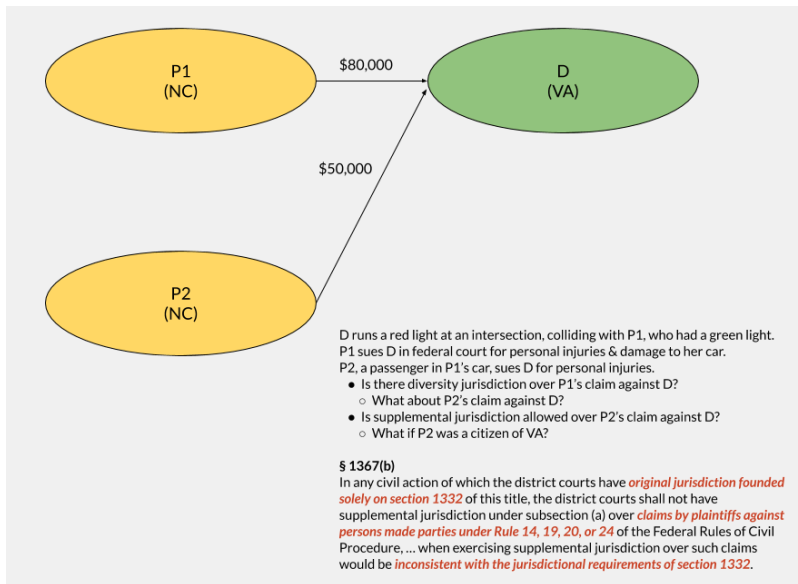 P1
(NC)
$80,000
D
(VA)
$50,000
P2
(NC)
D runs a red light at an intersection, colliding with P1, who had a green light.
P1 sues D in federal court for personal injuries & damage to her car.
P2, a passenger in P1's car, sues D for personal injuries.
● Is there diversity jurisdiction over P1's claim against D?
○ What about P2's claim against D?
● Is supplemental jurisdiction allowed over P2's claim against D?
○ What if P2 was a citizen of VA?
§ 1367(b)
In any civil action of which the district courts have original jurisdiction founded
solely on section 1332 of this title, the district courts shall not have
supplemental jurisdiction under subsection (a) over claims by plaintiffs against
persons made parties under Rule 14, 19, 20, or 24 of the Federal Rules of Civil
Procedure, … when exercising supplemental jurisdiction over such claims
would be inconsistent with the jurisdictional requirements of section 1332.